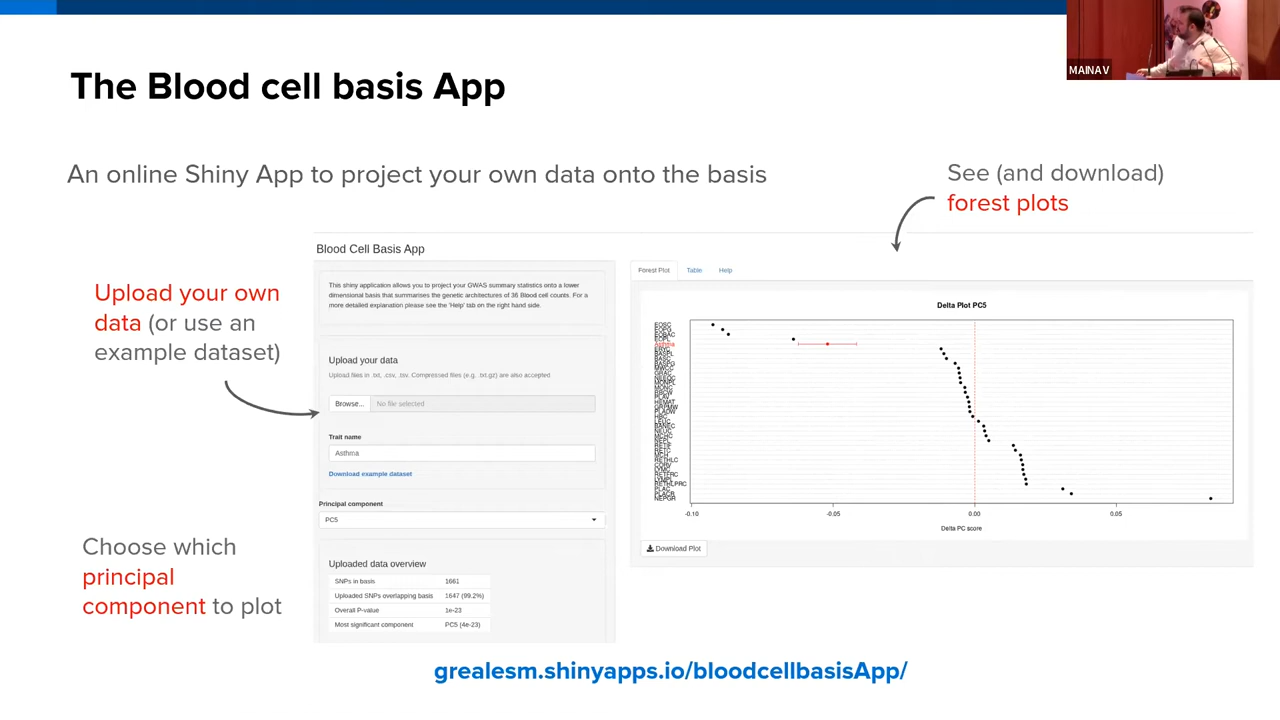 MAINAV
The Blood cell basis App
An online Shiny App to project your own data onto the basis
See (and download)
forest plots
Upload your own
data (or use an
example dataset)
Choose which
principal
component to plot
Blood Cell Basis App
This shiny application allows you to project your GWAS summary statistics onto a lower
dimensional basis that summarises the genetic architectures of 36 Blood cell counts. For a
more detailed explanation please see the 'Help' tab on the right hand side.
Upload your data
Upload files in .txt, .csv, .tsv. Compressed files (e.g. .txt.gz) are also accepted
Browse... No file selected
Trait name
Asthma
Download example dataset
Principal component
PC5
Uploaded data overview
SNPs in basis 1661
Uploaded SNPs overlapping basis 1647 (99.2%)
Overall P-value 1e-23
Most significant component PC5 (4e-23)
Forest Plot Table Help
Delta Plot PC5
EOSC
Asthma
HEMAT
RETHLC
RETHLPRC
PLACR
NEPGR
-0.10 -0.05 0.00 0.05
Delta PC score
Download Plot
grealesm.shinyapps.io/bloodcellbasisApp/